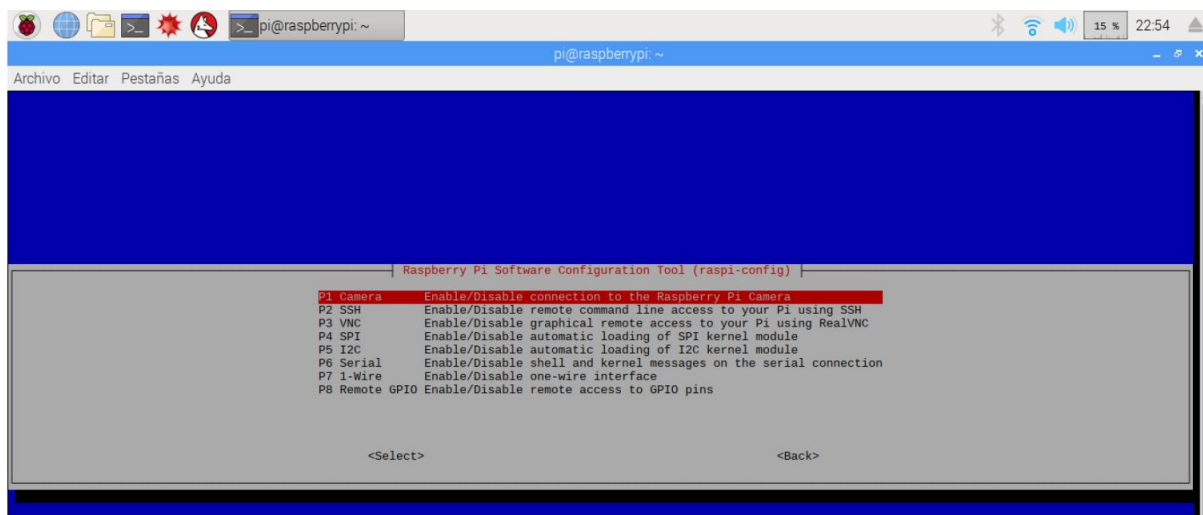 pi@raspberrypi: ~ 15 % 22:54
pi@raspberrypi: ~
Archivo Editar Pestañas Ayuda
Raspberry Pi Software Configuration Tool (raspi-config)
P1 Camera Enable/Disable connection to the Raspberry Pi Camera
P2 SSH Enable/Disable remote command line access to your Pi using SSH
P3 VNC Enable/Disable graphical remote access to your Pi using RealVNC
P4 SPI Enable/Disable automatic loading of SPI kernel module
P5 I2C Enable/Disable automatic loading of I2C kernel module
P6 Serial Enable/Disable shell and kernel messages on the serial connection
P7 1-Wire Enable/Disable one-wire interface
P8 Remote GPIO Enable/Disable remote access to GPIO pins
<Select> <Back>